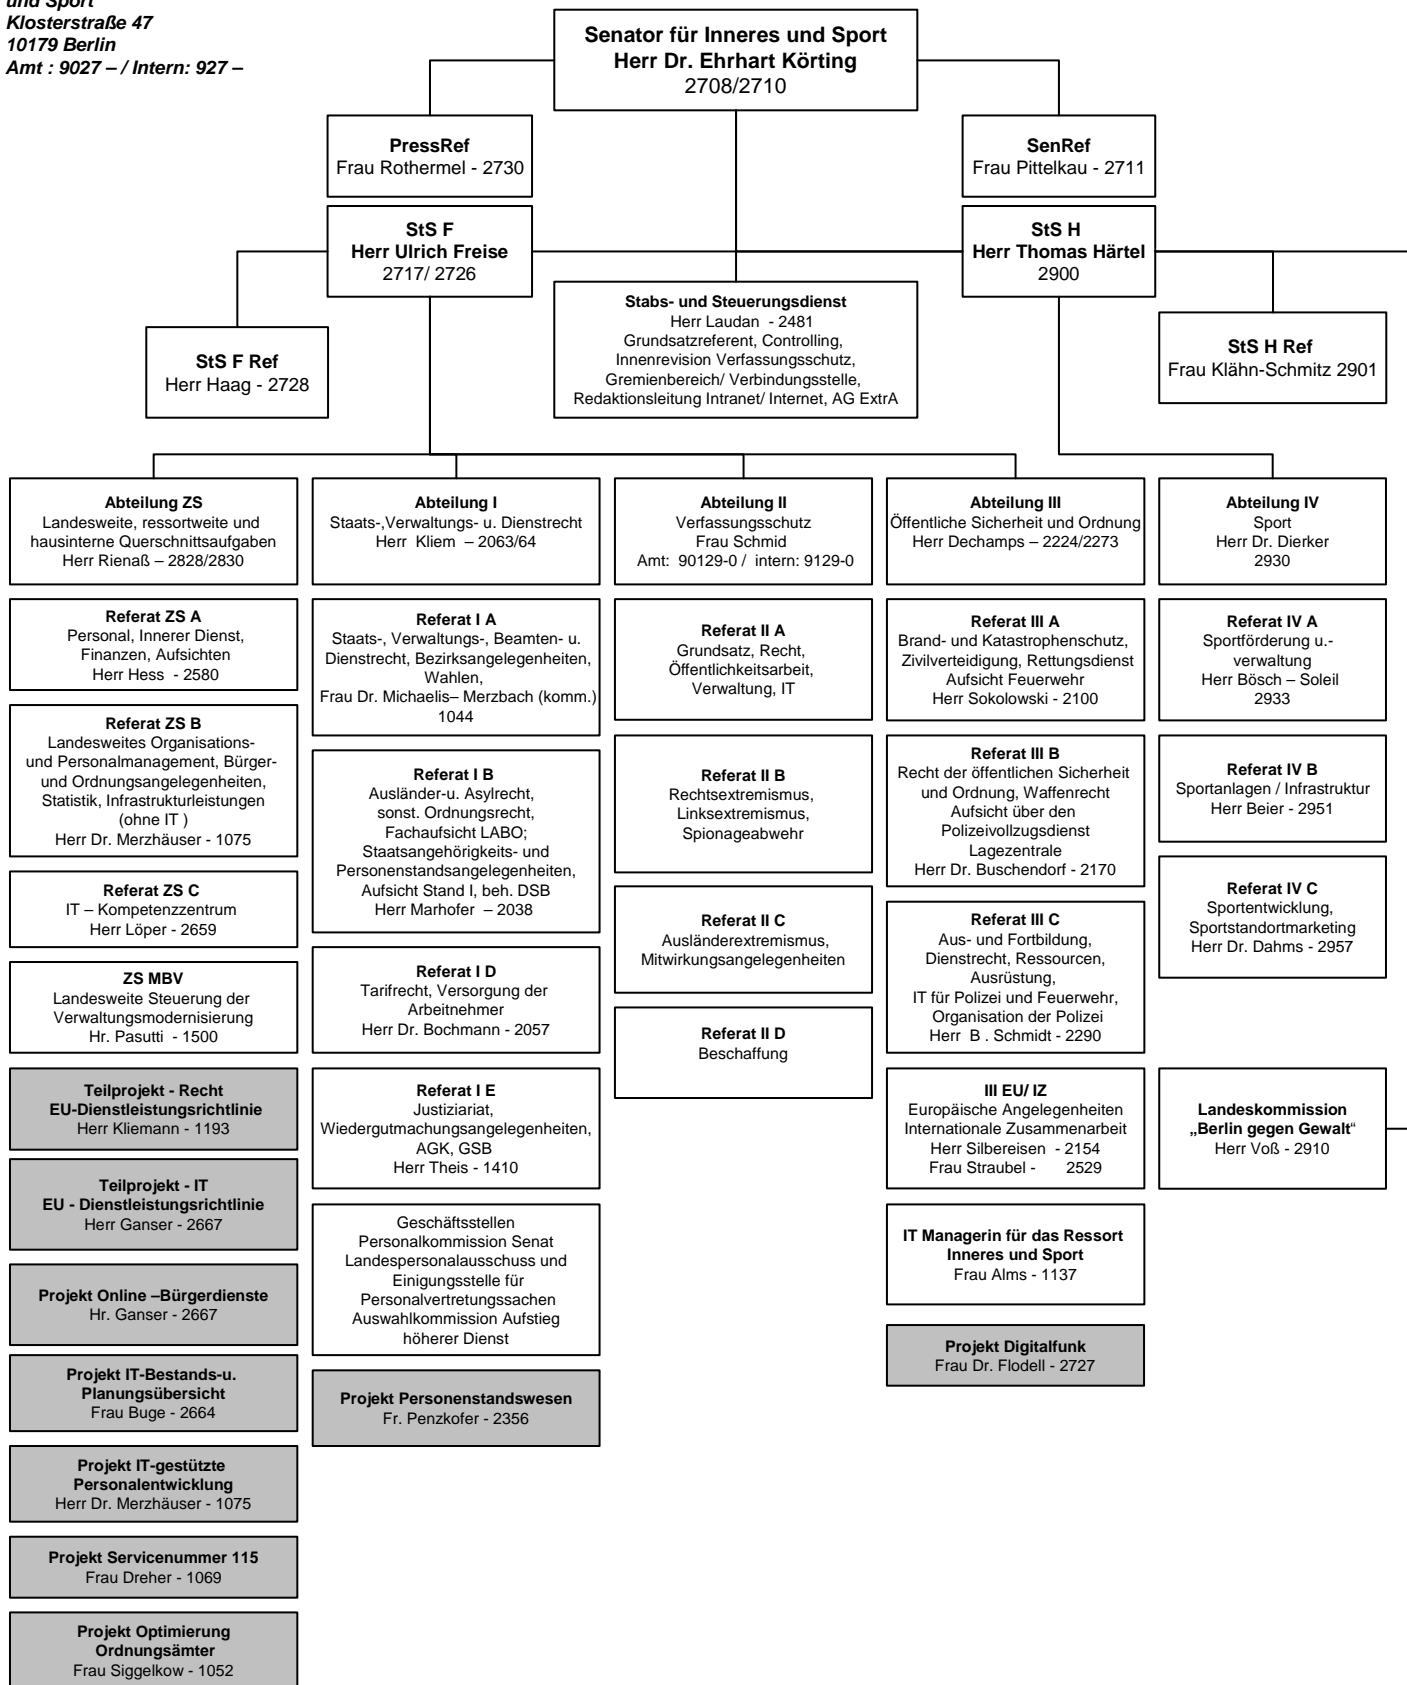 und Sport
Klosterstraße 47
10179 Berlin
Amt : 9027 – / Intern: 927 –
Senator für Inneres und Sport
Herr Dr. Ehrhart Körting
2708/2710
PressRef
Frau Rothermel - 2730
SenRef
Frau Pittelkau - 2711
StS F
Herr Ulrich Freise
2717/ 2726
StS H
Herr Thomas Härtel
2900
Stabs- und Steuerungsdienst
Herr Laudan - 2481
Grundsatzreferent, Controlling,
Innenrevision Verfassungsschutz,
Gremienbereich/ Verbindungsstelle,
Redaktionsleitung Intranet/ Internet, AG ExtrA
StS F Ref
Herr Haag - 2728
StS H Ref
Frau Klähn-Schmitz 2901
Abteilung ZS
Landesweite, ressortweite und
hausinterne Querschnittsaufgaben
Herr Rienaß – 2828/2830
Referat ZS A
Personal, Innerer Dienst,
Finanzen, Aufsichten
Herr Hess - 2580
Referat ZS B
Landesweites Organisations-
und Personalmanagement, Bürger-
und Ordnungsangelegenheiten,
Statistik, Infrastrukturleistungen
(ohne IT )
Herr Dr. Merzhäuser - 1075
Referat ZS C
IT – Kompetenzzentrum
Herr Löper - 2659
ZS MBV
Landesweite Steuerung der
Verwaltungsmodernisierung
Hr. Pasutti - 1500
Teilprojekt - Recht
EU-Dienstleistungsrichtlinie
Herr Kliemann - 1193
Teilprojekt - IT
EU - Dienstleistungsrichtlinie
Herr Ganser - 2667
Projekt Online –Bürgerdienste
Hr. Ganser - 2667
Projekt IT-Bestands-u.
Planungsübersicht
Frau Buge - 2664
Projekt IT-gestützte
Personalentwicklung
Herr Dr. Merzhäuser - 1075
Projekt Servicenummer 115
Frau Dreher - 1069
Projekt Optimierung
Ordnungsämter
Frau Siggelkow - 1052
Abteilung I
Staats-,Verwaltungs- u. Dienstrecht
Herr Kliem – 2063/64
Referat I A
Staats-, Verwaltungs-, Beamten- u.
Dienstrecht, Bezirksangelegenheiten,
Wahlen,
Frau Dr. Michaelis– Merzbach (komm.)
1044
Referat I B
Ausländer-u. Asylrecht,
sonst. Ordnungsrecht,
Fachaufsicht LABO;
Staatsangehörigkeits- und
Personenstandsangelegenheiten,
Aufsicht Stand I, beh. DSB
Herr Marhofer – 2038
Referat I D
Tarifrecht, Versorgung der
Arbeitnehmer
Herr Dr. Bochmann - 2057
Referat I E
Justiziariat,
Wiedergutmachungsangelegenheiten,
AGK, GSB
Herr Theis - 1410
Geschäftsstellen
Personalkommission Senat
Landespersonalausschuss und
Einigungsstelle für
Personalvertretungssachen
Auswahlkommission Aufstieg
höherer Dienst
Projekt Personenstandswesen
Fr. Penzkofer - 2356
Abteilung II
Verfassungsschutz
Frau Schmid
Amt: 90129-0 / intern: 9129-0
Referat II A
Grundsatz, Recht,
Öffentlichkeitsarbeit,
Verwaltung, IT
Referat II B
Rechtsextremismus,
Linksextremismus,
Spionageabwehr
Referat II C
Ausländerextremismus,
Mitwirkungsangelegenheiten
Referat II D
Beschaffung
Abteilung III
Öffentliche Sicherheit und Ordnung
Herr Dechamps – 2224/2273
Referat III A
Brand- und Katastrophenschutz,
Zivilverteidigung, Rettungsdienst
Aufsicht Feuerwehr
Herr Sokolowski - 2100
Referat III B
Recht der öffentlichen Sicherheit
und Ordnung, Waffenrecht
Aufsicht über den
Polizeivollzugsdienst
Lagezentrale
Herr Dr. Buschendorf - 2170
Referat III C
Aus- und Fortbildung,
Dienstrecht, Ressourcen,
Ausrüstung,
IT für Polizei und Feuerwehr,
Organisation der Polizei
Herr B . Schmidt - 2290
III EU/ IZ
Europäische Angelegenheiten
Internationale Zusammenarbeit
Herr Silbereisen - 2154
Frau Straubel - 2529
IT Managerin für das Ressort
Inneres und Sport
Frau Alms - 1137
Projekt Digitalfunk
Frau Dr. Flodell - 2727
Abteilung IV
Sport
Herr Dr. Dierker
2930
Referat IV A
Sportförderung u.-
verwaltung
Herr Bösch – Soleil
2933
Referat IV B
Sportanlagen / Infrastruktur
Herr Beier - 2951
Referat IV C
Sportentwicklung,
Sportstandortmarketing
Herr Dr. Dahms - 2957
Landeskommission
„Berlin gegen Gewalt“
Herr Voß - 2910